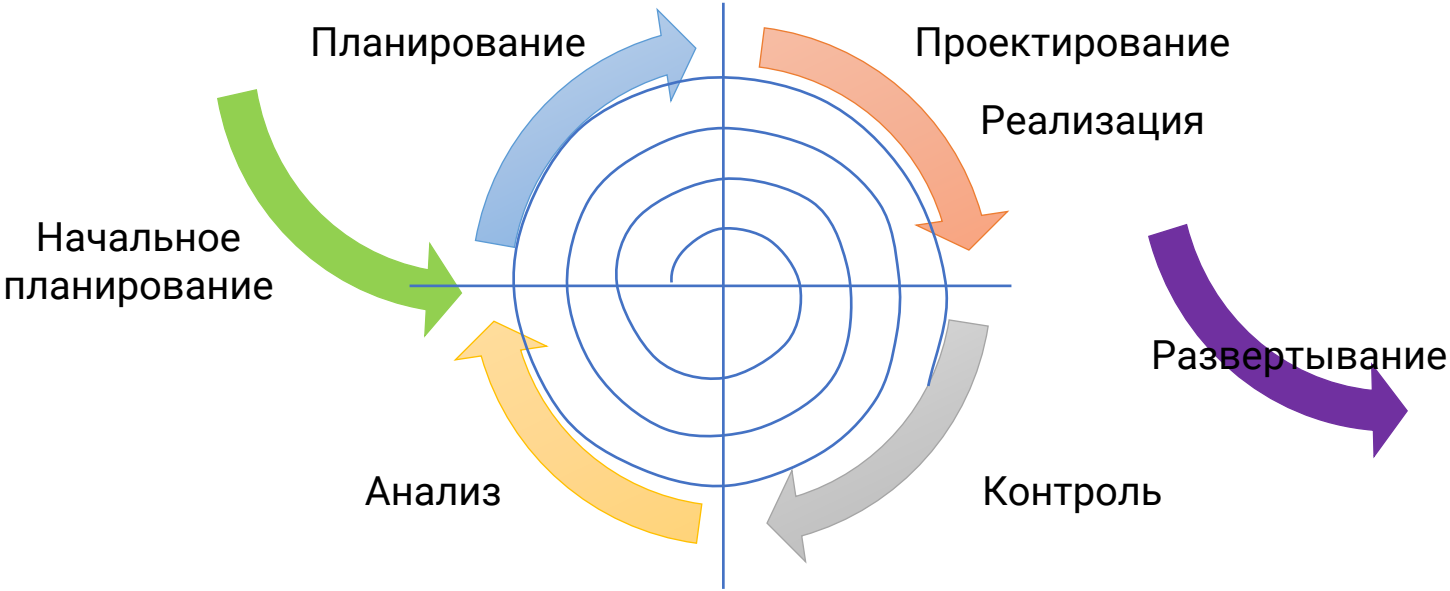 Планирование
Проектирование
Реализация
Начальное
планирование
Развертывание
Анализ
Контроль